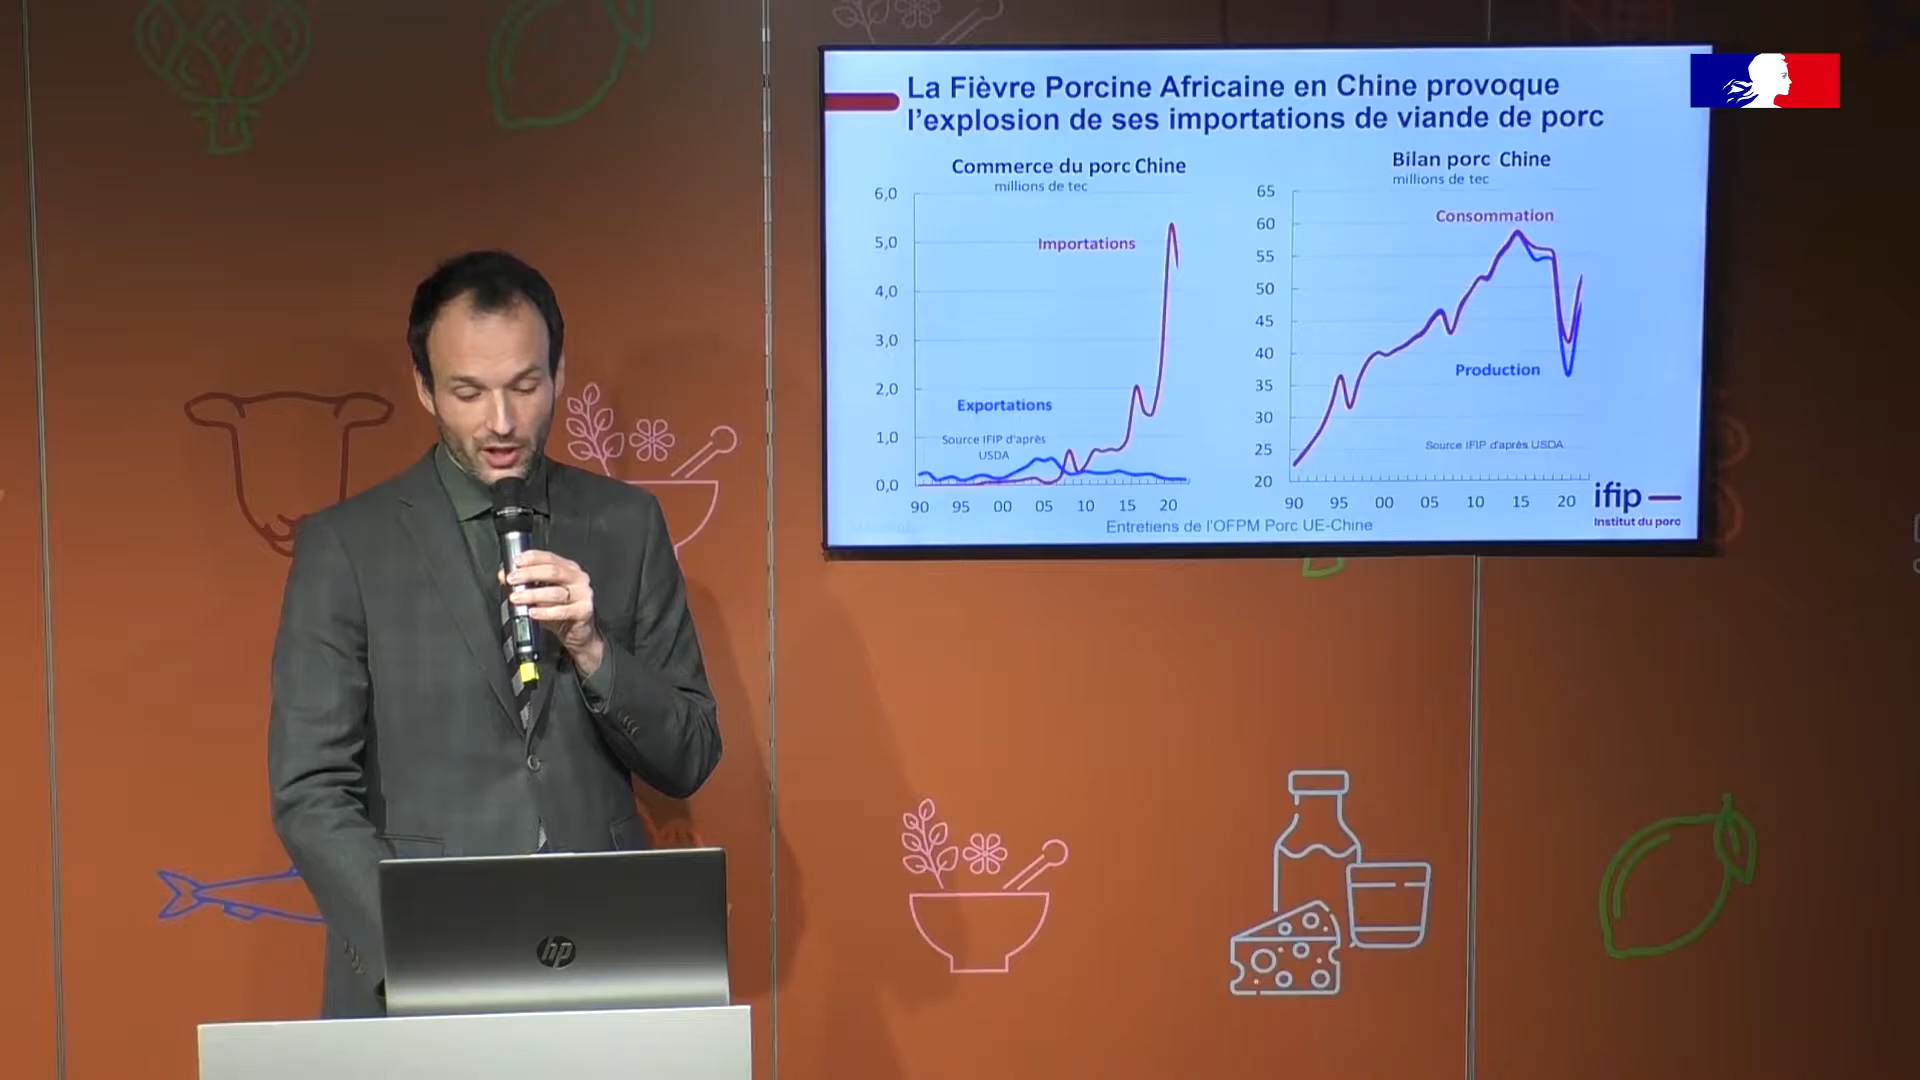 La Fièvre Porcine Africaine en Chine provoque
l'explosion de ses importations de viande de porc
Commerce du porc Chine
millions de tec
6,0
5,0
4,0
3,0
2,0
1,0
0,0
Importations
Exportations
Source IFIP d'après
USDA
90 95 00 05 10 15 20
Bilan porc Chine
millions de tec
65
60
55
50
45
40
35
30
25
20
Consommation
Production
Source IFIP d'après USDA
90 95 00 05 10 15 20
ifip
Institut du porc
Entretiens de l'OFPM Porc UE-Chine
hp